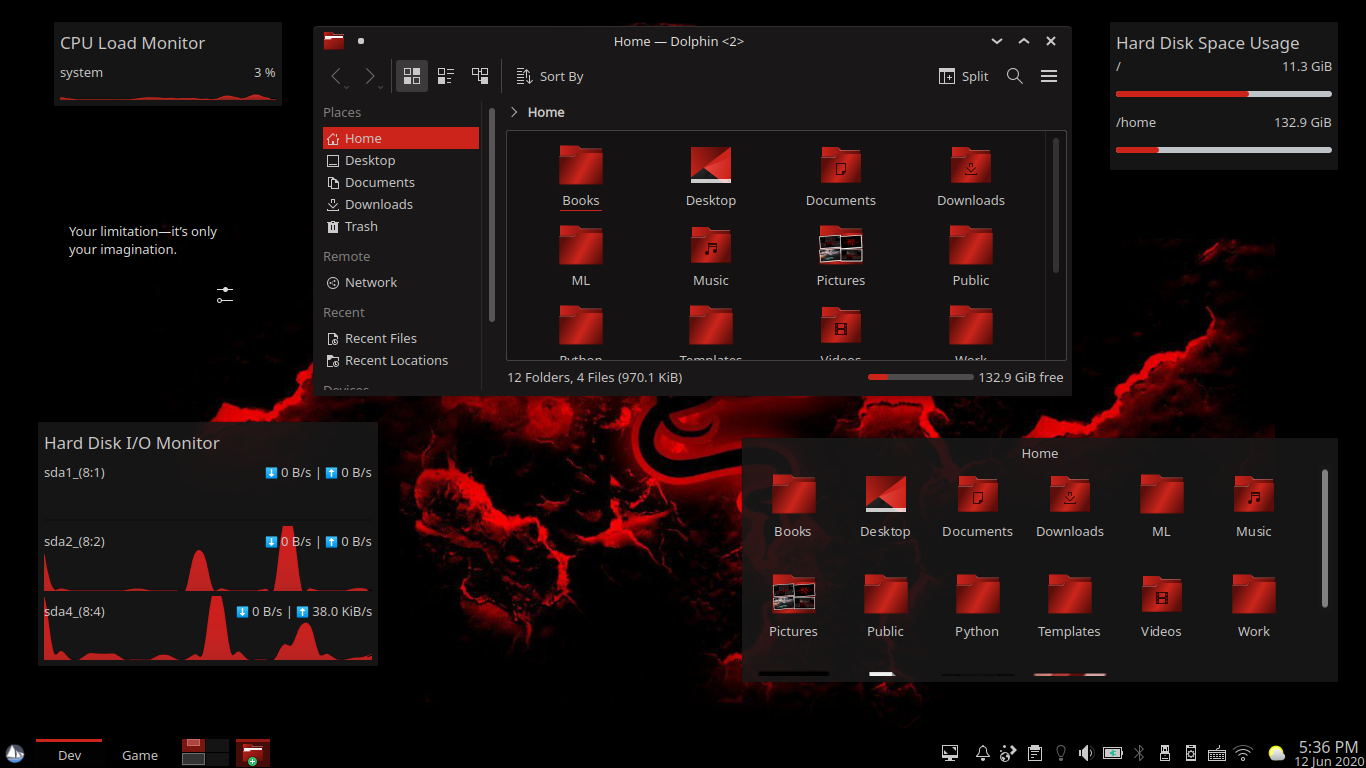 CPU Load Monitor
system 3 %
Home — Dolphin <2>
Sort By
Split
Places
Home
Desktop
Documents
Downloads
Trash
Remote
Network
Recent
Recent Files
Recent Locations
Devices
Home
Books Desktop Documents Downloads
ML Music Pictures Public
Python Templates Videos Work
12 Folders, 4 Files (970.1 KiB)
132.9 GiB free
Hard Disk Space Usage
/ 11.3 GiB
/home 132.9 GiB
Your limitation—it’s only
your imagination.
Hard Disk I/O Monitor
sda1_(8:1) ⬇ 0 B/s | ⬆ 0 B/s
sda2_(8:2) ⬇ 0 B/s | ⬆ 0 B/s
sda4_(8:4) ⬇ 0 B/s | ⬆ 38.0 KiB/s
Home
Books Desktop Documents Downloads ML Music
Pictures Public Python Templates Videos Work
Dev
Game
5:36 PM
12 Jun 2020